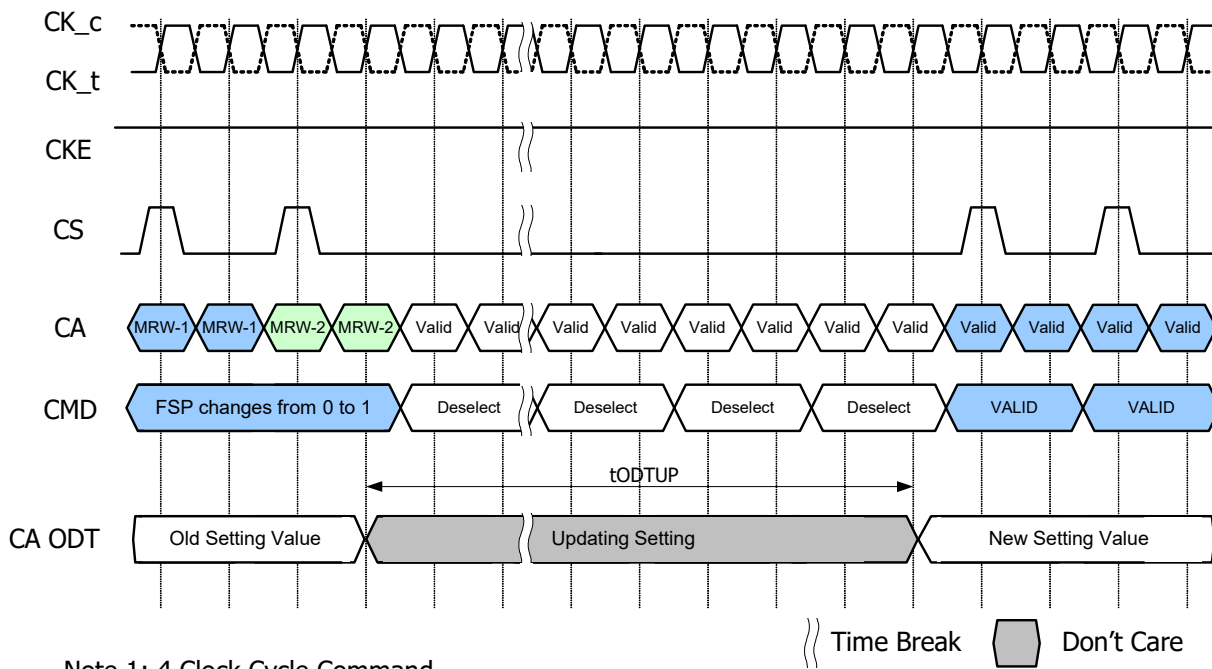 CK_c
CK_t
CKE
CS
CA MRW-1 MRW-1 MRW-2 MRW-2 Valid Valid Valid Valid Valid Valid Valid Valid Valid Valid Valid Valid
CMD FSP changes from 0 to 1 Deselect Deselect Deselect Deselect VALID VALID
tODTUP
CA ODT Old Setting Value Updating Setting New Setting Value
Time Break Don't Care
Note 1: 4 Clock Cycle Command